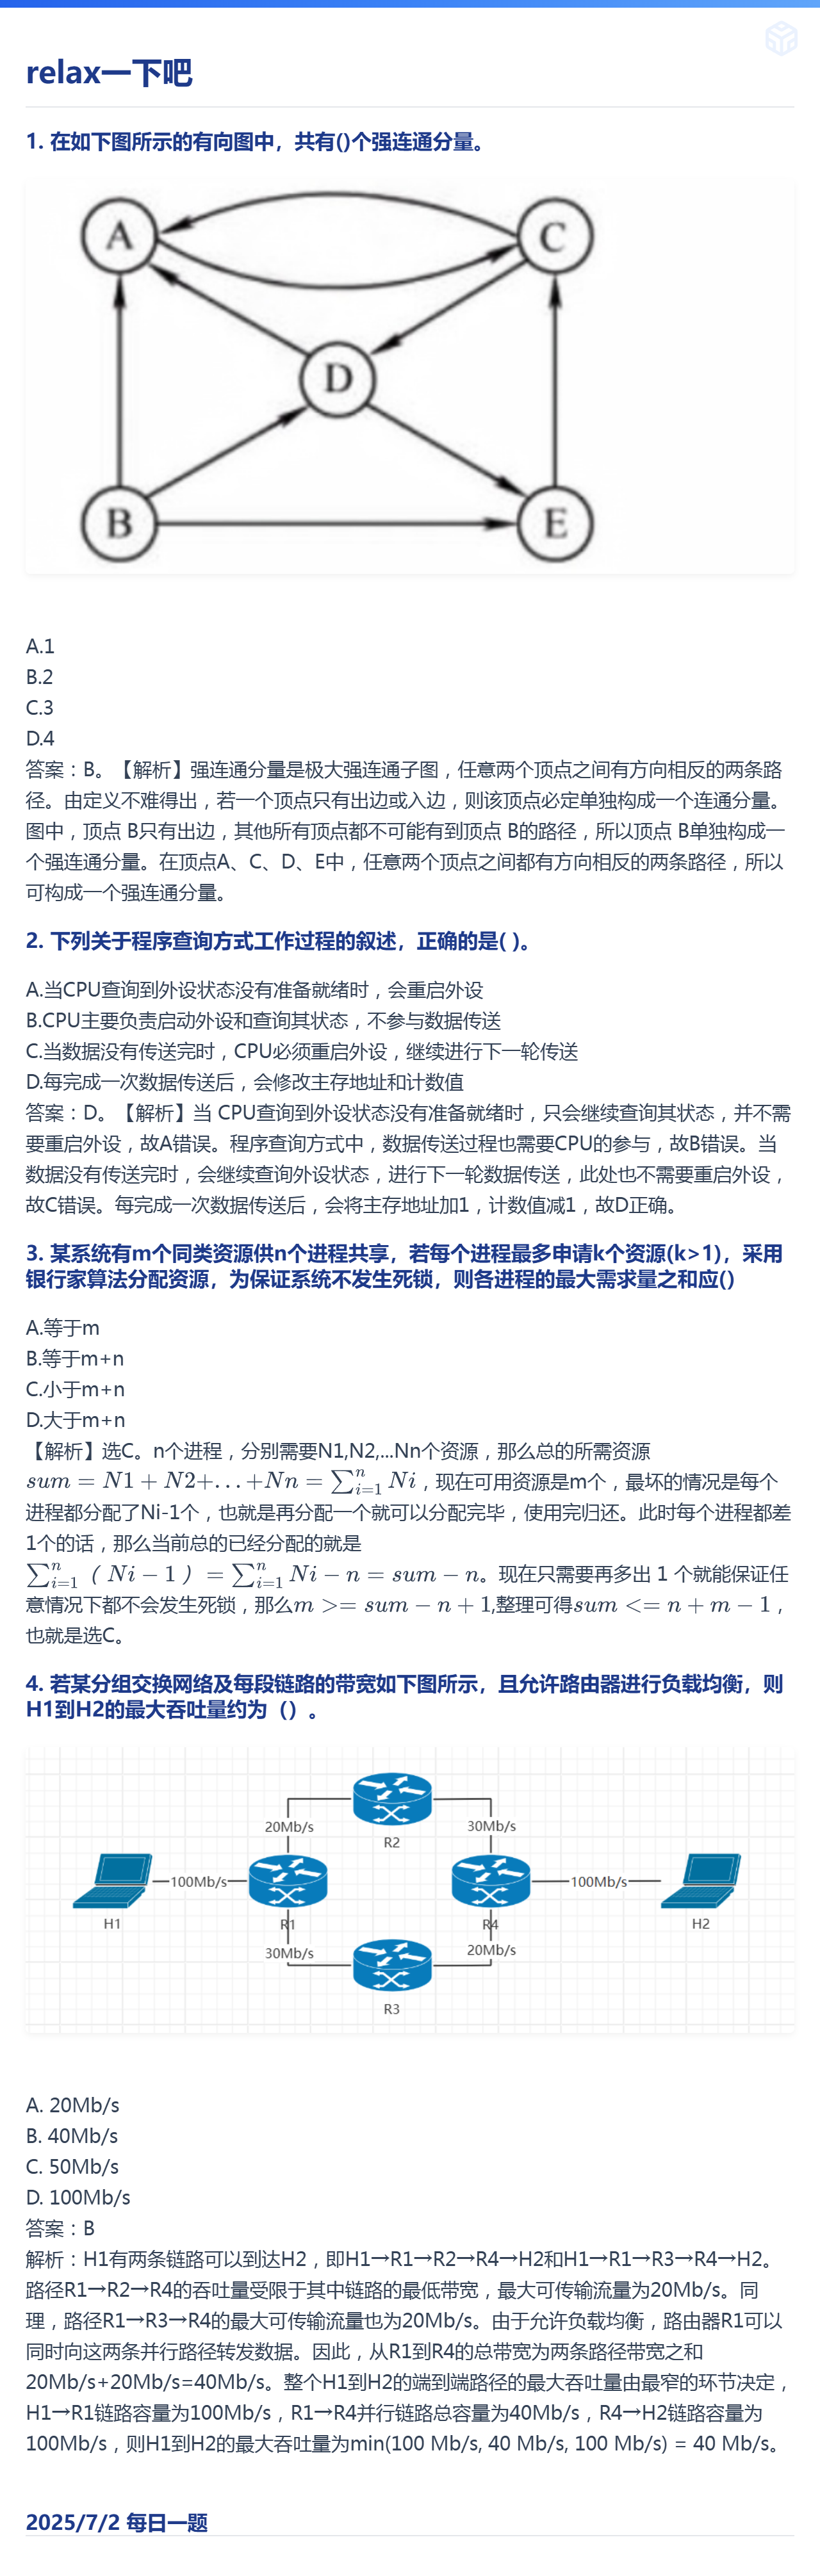 relax一下吧
1. 在如下图所示的有向图中，共有()个强连通分量。
A
C
D
B
E
A.1
B.2
C.3
D.4
答案：B。【解析】强连通分量是极大强连通子图，任意两个顶点之间有方向相反的两条路
径。由定义不难得出，若一个顶点只有出边或入边，则该顶点必定单独构成一个连通分量。
图中，顶点 B只有出边，其他所有顶点都不可能有到顶点 B的路径，所以顶点 B单独构成一
个强连通分量。在顶点A、C、D、E中，任意两个顶点之间都有方向相反的两条路径，所以
可构成一个强连通分量。
2. 下列关于程序查询方式工作过程的叙述，正确的是( )。
A.当CPU查询到外设状态没有准备就绪时，会重启外设
B.CPU主要负责启动外设和查询其状态，不参与数据传送
C.当数据没有传送完时，CPU必须重启外设，继续进行下一轮传送
D.每完成一次数据传送后，会修改主存地址和计数值
答案：D。【解析】当 CPU查询到外设状态没有准备就绪时，只会继续查询其状态，并不需
要重启外设，故A错误。程序查询方式中，数据传送过程也需要CPU的参与，故B错误。当
数据没有传送完时，会继续查询外设状态，进行下一轮数据传送，此处也不需要重启外设，
故C错误。每完成一次数据传送后，会将主存地址加1，计数值减1，故D正确。
3. 某系统有m个同类资源供n个进程共享，若每个进程最多申请k个资源(k>1)，采用
银行家算法分配资源，为保证系统不发生死锁，则各进程的最大需求量之和应()
A.等于m
B.等于m+n
C.小于m+n
D.大于m+n
【解析】选C。n个进程，分别需要N1,N2,...Nn个资源，那么总的所需资源
sum = N1 + N2+. . . +Nn = ∑ⁿᵢ₌₁ Ni，现在可用资源是m个，最坏的情况是每个
进程都分配了Ni-1个，也就是再分配一个就可以分配完毕，使用完归还。此时每个进程都差
1个的话，那么当前总的已经分配的就是
∑ⁿᵢ₌₁（ Ni − 1 ）= ∑ⁿᵢ₌₁ Ni − n = sum − n。现在只需要再多出 1 个就能保证任
意情况下都不会发生死锁，那么m >= sum − n + 1,整理可得sum <= n + m − 1，
也就是选C。
4. 若某分组交换网络及每段链路的带宽如下图所示，且允许路由器进行负载均衡，则
H1到H2的最大吞吐量约为（）。
20Mb/s
30Mb/s
R2
100Mb/s
100Mb/s
H1
R1
R4
H2
30Mb/s
20Mb/s
R3
A. 20Mb/s
B. 40Mb/s
C. 50Mb/s
D. 100Mb/s
答案：B
解析：H1有两条链路可以到达H2，即H1→R1→R2→R4→H2和H1→R1→R3→R4→H2。
路径R1→R2→R4的吞吐量受限于其中链路的最低带宽，最大可传输流量为20Mb/s。同
理，路径R1→R3→R4的最大可传输流量也为20Mb/s。由于允许负载均衡，路由器R1可以
同时向这两条并行路径转发数据。因此，从R1到R4的总带宽为两条路径带宽之和
20Mb/s+20Mb/s=40Mb/s。整个H1到H2的端到端路径的最大吞吐量由最窄的环节决定，
H1→R1链路容量为100Mb/s，R1→R4并行链路总容量为40Mb/s，R4→H2链路容量为
100Mb/s，则H1到H2的最大吞吐量为min(100 Mb/s, 40 Mb/s, 100 Mb/s) = 40 Mb/s。
2025/7/2 每日一题